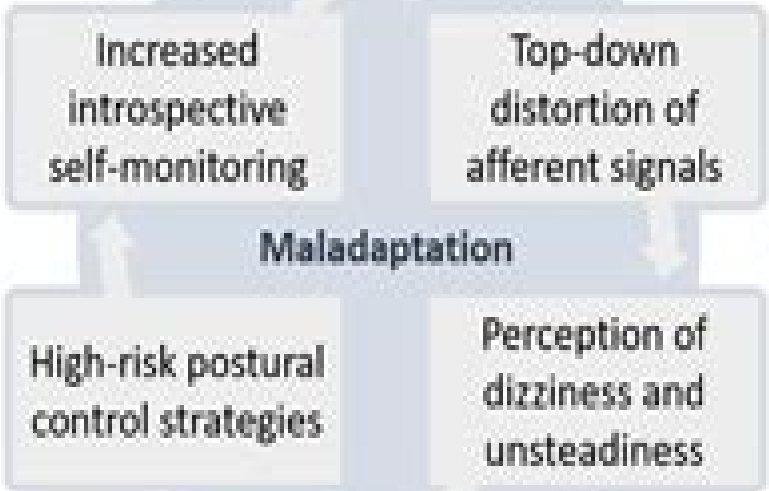 Increased
introspective
self-monitoring
Top-down
distortion of
afferent signals
Maladaptation
High-risk postural
control strategies
Perception of
dizziness and
unsteadiness